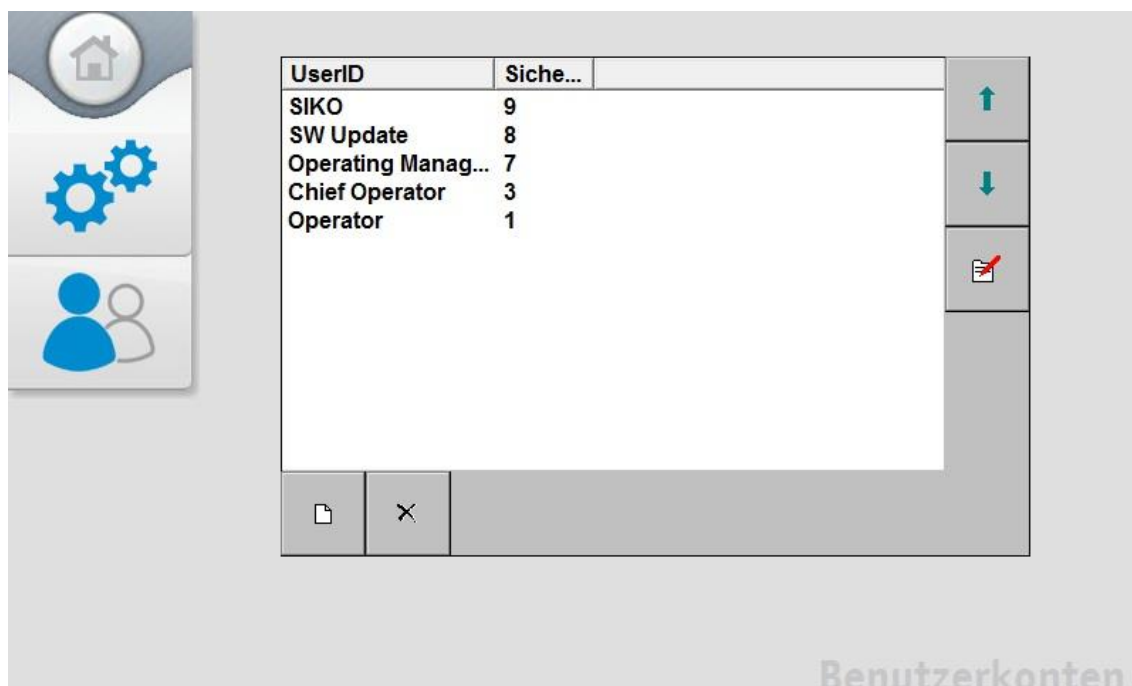 UserID Siche...
SIKO 9
SW Update 8
Operating Manag... 7
Chief Operator 3
Operator 1
Benutzerkonten